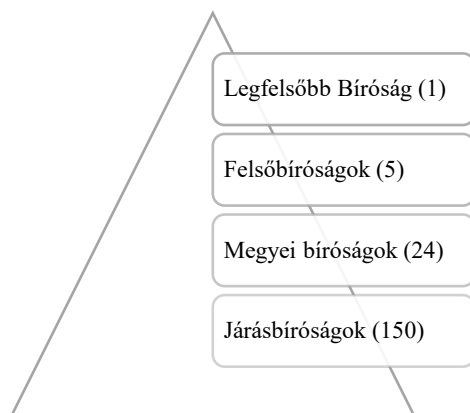 Legfelsőbb Bíróság (1)
Felsőbíróságok (5)
Megyei bíróságok (24)
Járásbíróságok (150)